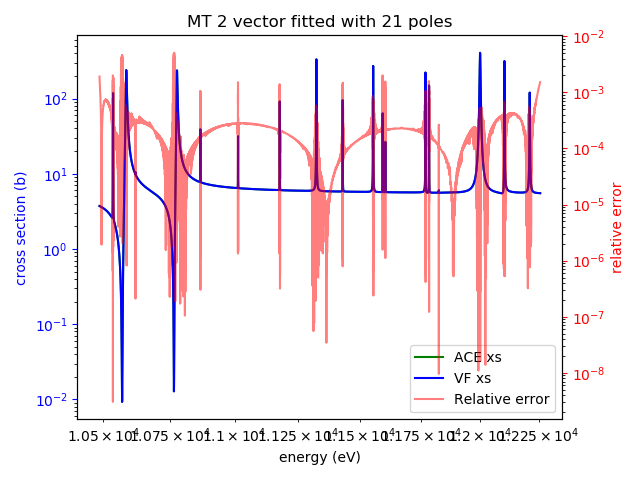 MT 2 vector fitted with 21 poles
cross section (b)
10²
10¹
10⁰
10⁻¹
10⁻²
10⁻²
10⁻³
10⁻⁴
10⁻⁵
10⁻⁶
10⁻⁷
10⁻⁸
relative error
ACE xs
VF xs
Relative error
1.05×10⁴ 1.075×10⁴ 1.1×10⁴ 1.125×10⁴ 1.15×10⁴ 1.175×10⁴ 1.2×10⁴ 1.225×10⁴
energy (eV)